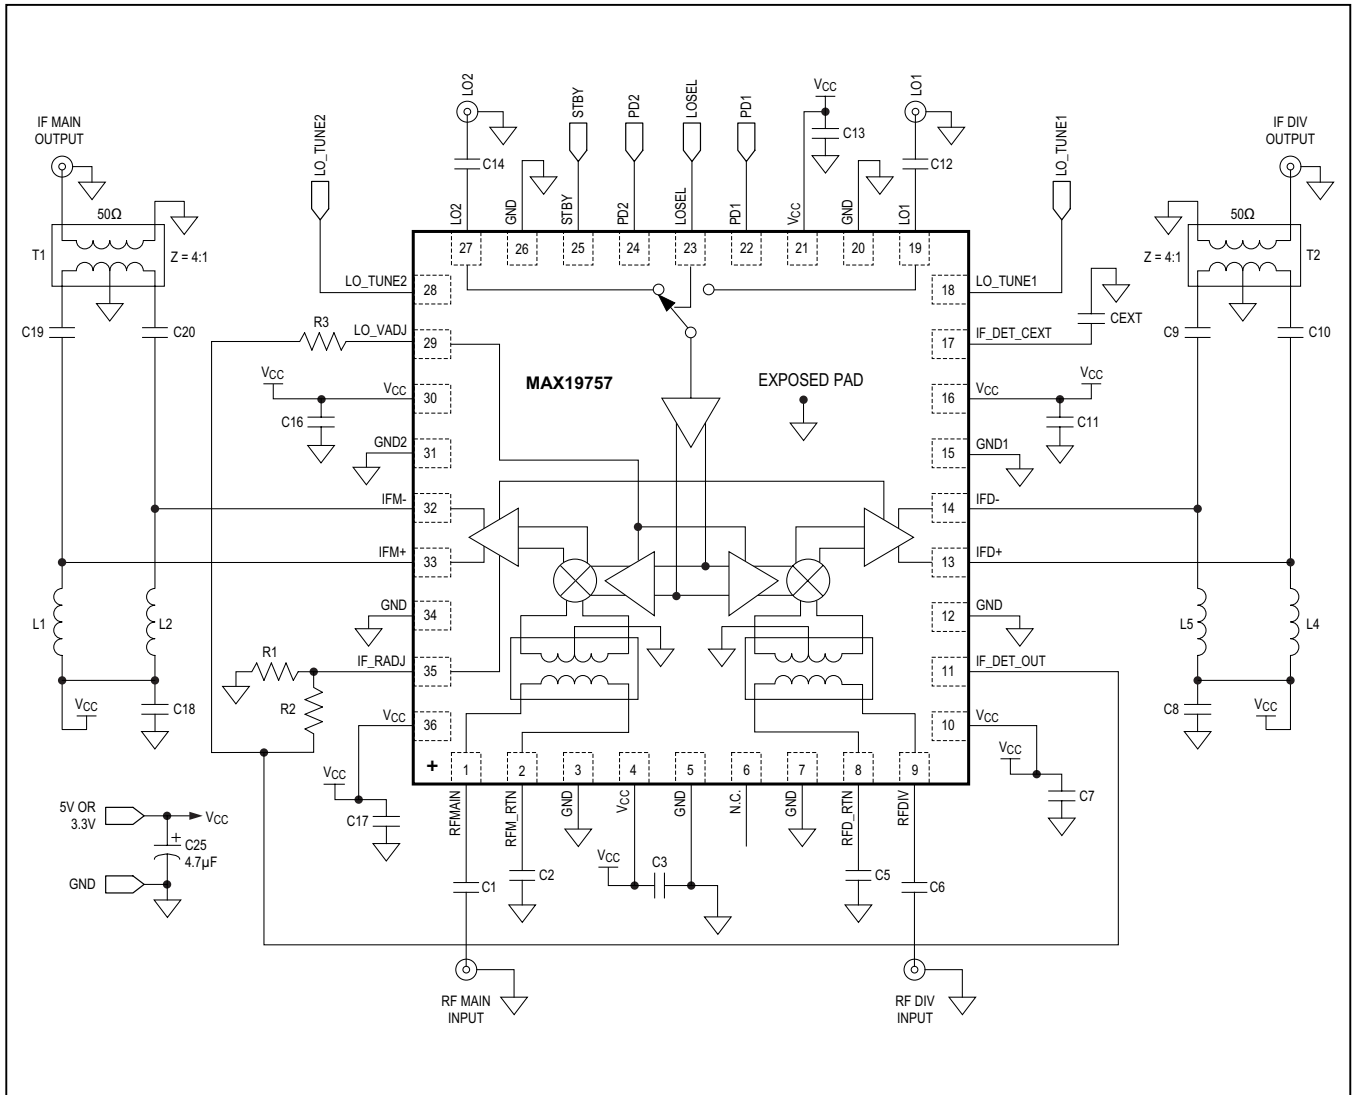 IF MAIN
OUTPUT
LO_TUNE2
LO2
STBY
PD2
LOSEL
PD1
VCC
C13
LO1
LO_TUNE1
IF DIV
OUTPUT
C14
C12
50Ω
T1
Z = 4:1
50Ω
Z = 4:1
T2
LO2
GND
STBY
PD2
LOSEL
PD1
VCC
GND
LO1
27
26
25
24
23
22
21
20
19
LO_TUNE2
28
18
LO_TUNE1
C19
C20
R3
LO_VADJ
29
17
IF_DET_CEXT
CEXT
C9
C10
VCC
VCC
30
C16
MAX19757
EXPOSED PAD
16
VCC
VCC
C11
GND2
31
15
GND1
IFM-
32
14
IFD-
IFM+
33
13
IFD+
L1
L2
GND
34
12
GND
L5
L4
R1
IF_RADJ
35
11
IF_DET_OUT
R2
VCC
C18
VCC
36
10
VCC
C8
VCC
+
1
2
3
4
5
6
7
8
9
VCC
C17
VCC
C7
5V OR
3.3V
VCC
+
C25
4.7µF
GND
RFMAIN
RFM_RTN
GND
VCC
GND
N.C.
GND
RFD_RTN
RFDIV
C1
C2
VCC
C3
C5
C6
RF MAIN
INPUT
RF DIV
INPUT